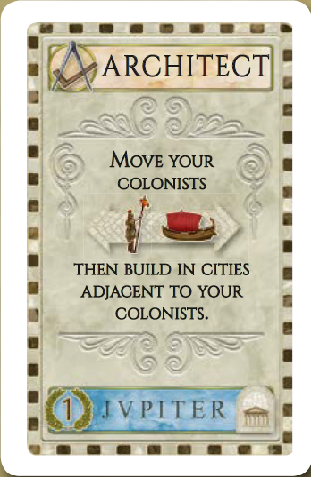 ARCHITECT
MOVE YOUR
COLONISTS
THEN BUILD IN CITIES
ADJACENT TO YOUR
COLONISTS.
1 JVPITER